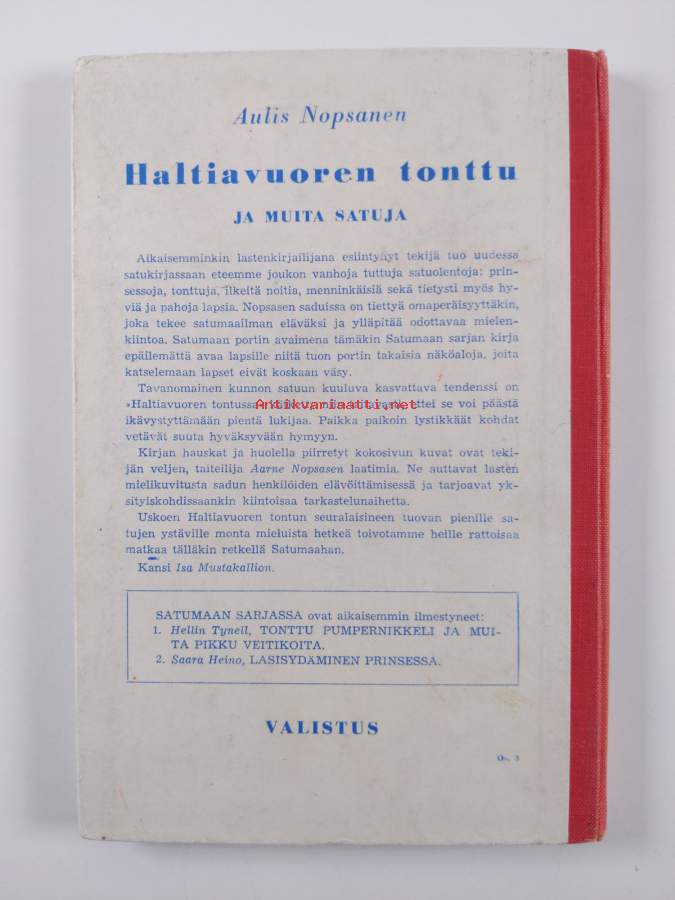 Aulis Nopsanen
Haltiavuoren tonttu
JA MUITA SATUJA
Aikaisemminkin lastenkirjailijana esiintynyt tekijä tuo uudessa
satukirjassaan eteemme joukon vanhoja tuttuja satuolentoja: prin-
sessoja, tonttuja, ilkeitä noitia, menninkäisiä sekä tietysti myös hy-
viä ja pahoja lapsia. Nopsasen saduissa on tiettyä omaperäisyyttäkin,
joka tekee satumaailman eläväksi ja ylläpitää odottavaa mielen-
kiintoa. Satumaan portin avaimena tämäkin Satumaan sarjan kirja
epäilemättä avaa lapsille niitä tuon portin takaisia näköaloja, joita
katselemaan lapset eivät koskaan väsy.
Tavanomainen kunnon satuun kuuluva kasvattava tendenssi on
»Haltiavuoren tontussa» ettei se voi päästä
Antikvariaatti.net
ikävystyttämään pientä lukijaa. Paikka paikoin lystikkäät kohdat
vetävät suuta hyväksyvään hymyyn.
Kirjan hauskat ja huolella piirretyt kokosivun kuvat ovat teki-
jän veljen, taiteilija Aarne Nopsasen laatimia. Ne auttavat lasten
mielikuvitusta sadun henkilöiden elävöittämisessä ja tarjoavat yk-
sityiskohdissaankin kiintoisaa tarkastelunaihetta.
Uskoen Haltiavuoren tontun seuralaisineen tuovan pienille sa-
tujen ystäville monta mieluista hetkeä toivotamme heille rattoisaa
matkaa tälläkin retkellä Satumaahan.
Kansi Isa Mustakallion.
SATUMAAN SARJASSA ovat aikaisemmin ilmestyneet:
1. Hellin Tynell, TONTTU PUMPERNIKKELI JA MUI-
TA PIKKU VEITIKOITA.
2. Saara Heino, LASISYDÄMINEN PRINSESSA.
VALISTUS